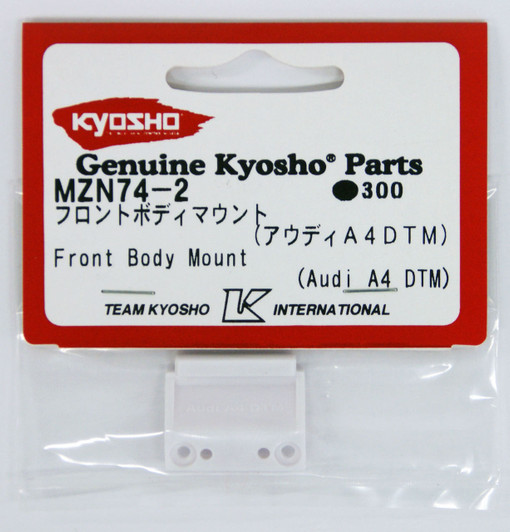 KYOSHO
Genuine Kyosho® Parts
MZN74-2 ●300
フロントボディマウント
(アウディA4DTM)
Front Body Mount
(Audi A4 DTM)
TEAM KYOSHO K INTERNATIONAL